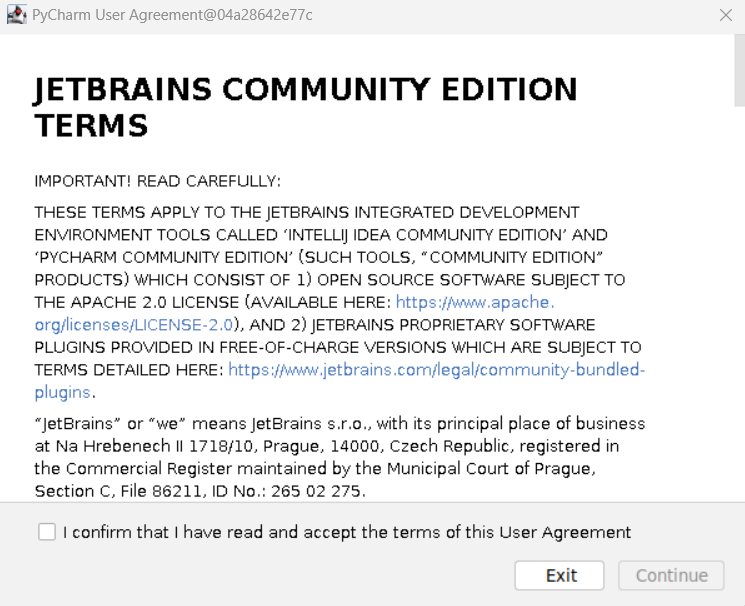 PyCharm User Agreement@04a28642e77c
JETBRAINS COMMUNITY EDITION
TERMS
IMPORTANT! READ CAREFULLY:
THESE TERMS APPLY TO THE JETBRAINS INTEGRATED DEVELOPMENT
ENVIRONMENT TOOLS CALLED ‘INTELLIJ IDEA COMMUNITY EDITION’ AND
‘PYCHARM COMMUNITY EDITION’ (SUCH TOOLS, “COMMUNITY EDITION”
PRODUCTS) WHICH CONSIST OF 1) OPEN SOURCE SOFTWARE SUBJECT TO
THE APACHE 2.0 LICENSE (AVAILABLE HERE: https://www.apache.
org/licenses/LICENSE-2.0), AND 2) JETBRAINS PROPRIETARY SOFTWARE
PLUGINS PROVIDED IN FREE-OF-CHARGE VERSIONS WHICH ARE SUBJECT TO
TERMS DETAILED HERE: https://www.jetbrains.com/legal/community-bundled-
plugins.
“JetBrains” or “we” means JetBrains s.r.o., with its principal place of business
at Na Hrebenech II 1718/10, Prague, 14000, Czech Republic, registered in
the Commercial Register maintained by the Municipal Court of Prague,
Section C, File 86211, ID No.: 265 02 275.
I confirm that I have read and accept the terms of this User Agreement
Exit
Continue